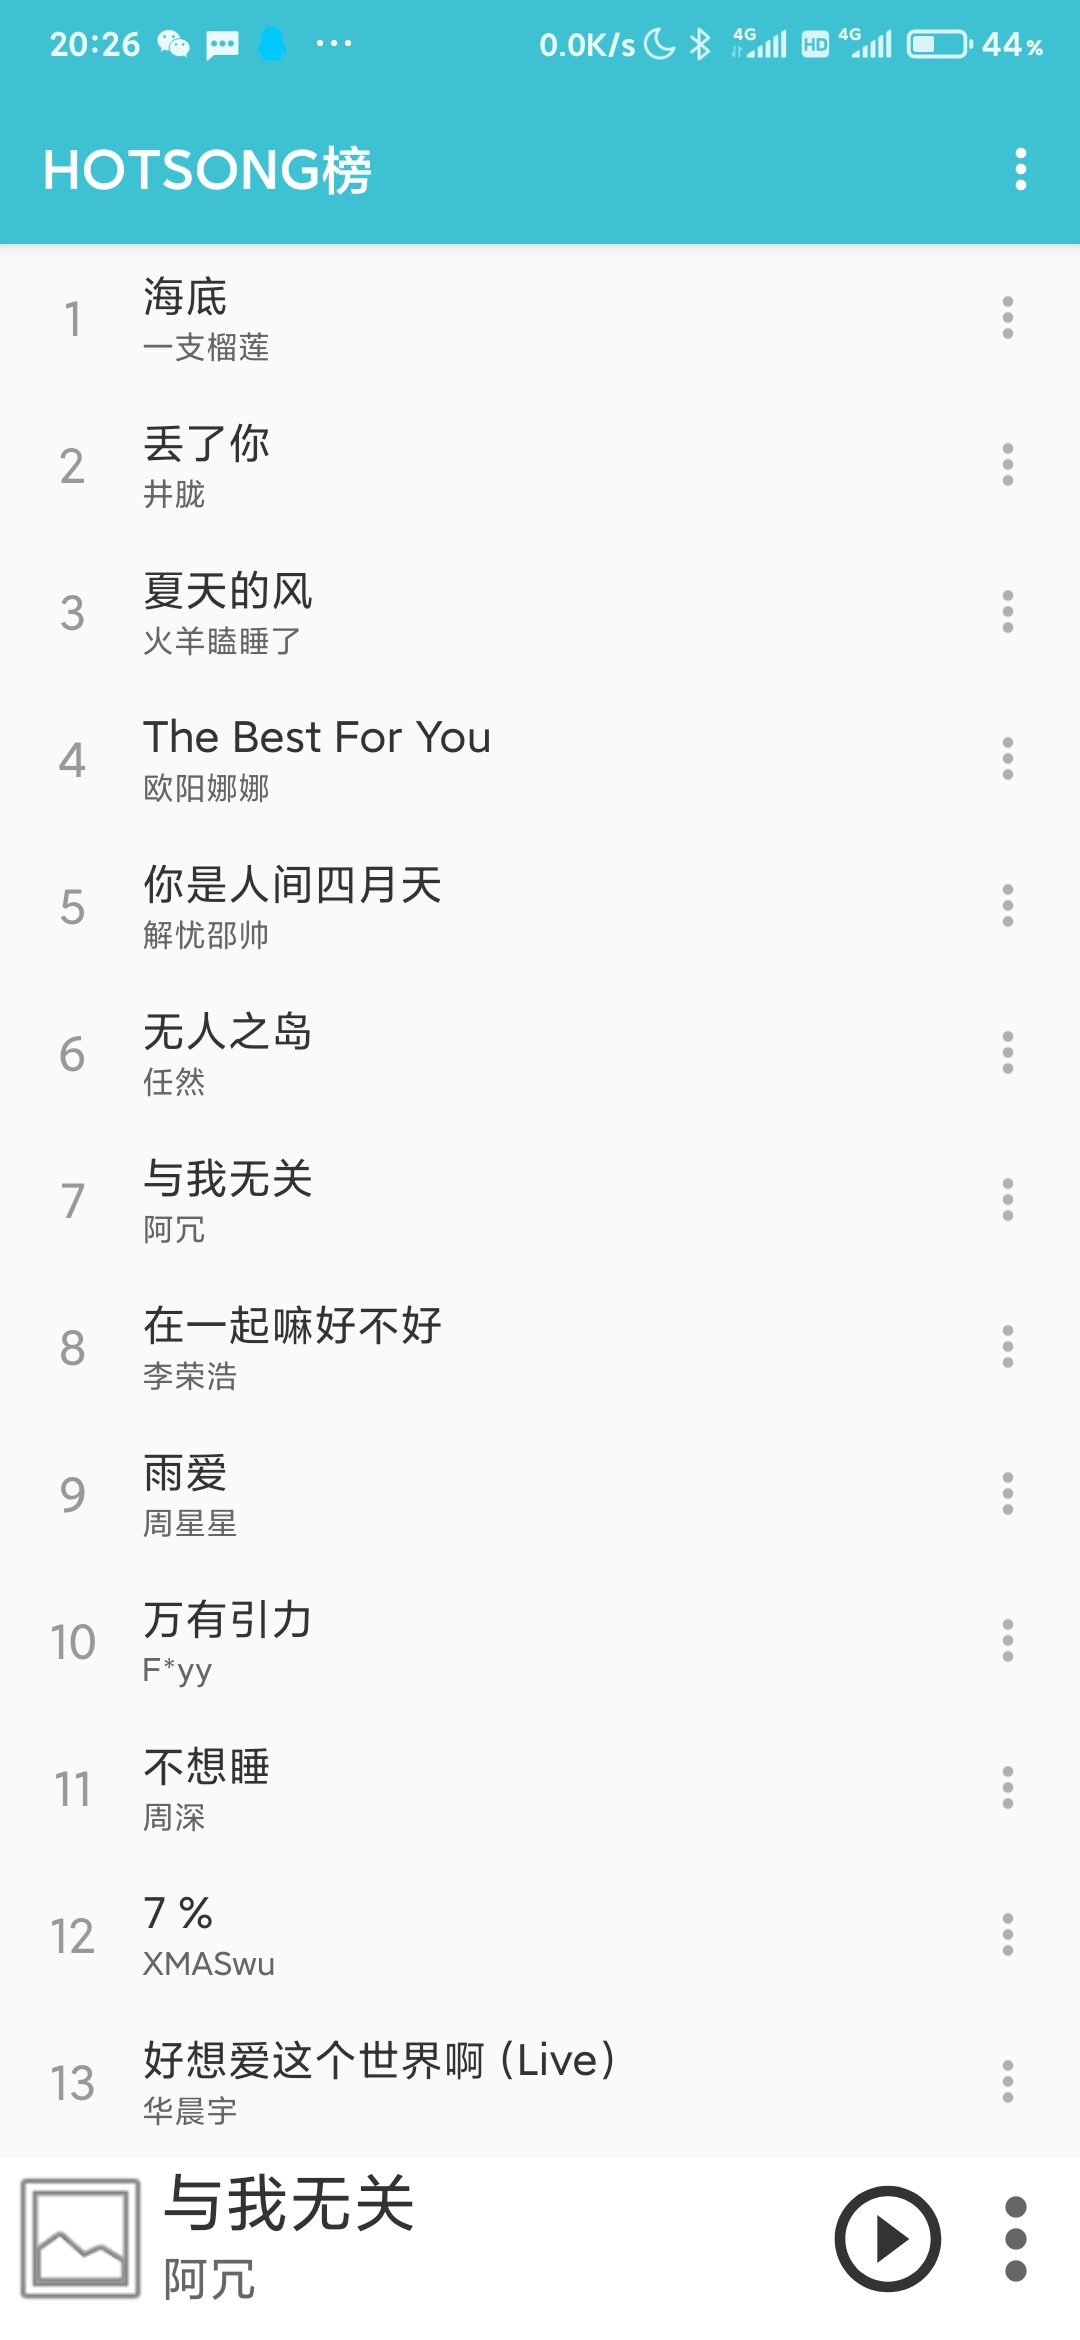 20:26 0.0K/s 4G HD 4G 44%
HOTSONG榜
1
海底
一支榴莲
2
丢了你
井胧
3
夏天的风
火羊瞌睡了
4
The Best For You
欧阳娜娜
5
你是人间四月天
解忧邵帅
6
无人之岛
任然
7
与我无关
阿冗
8
在一起嘛好不好
李荣浩
9
雨爱
周星星
10
万有引力
F*yy
11
不想睡
周深
12
7 %
XMASwu
13
好想爱这个世界啊 (Live)
华晨宇
与我无关
阿冗